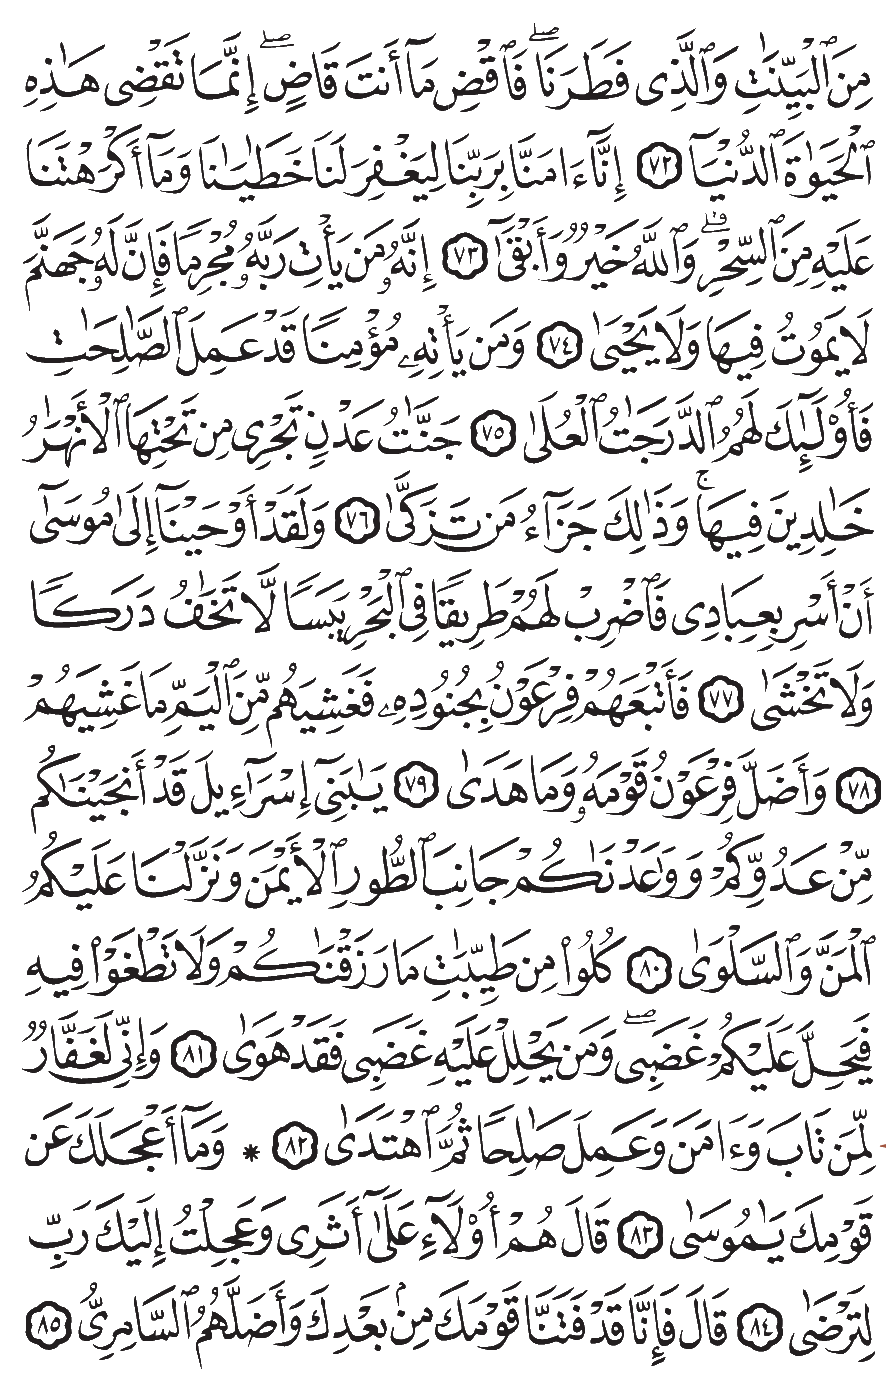 مِنَ ٱلۡبَيِّنَٰتِ وَٱلَّذِي فَطَرَنَاۖ فَٱقۡضِ مَآ أَنتَ قَاضٍۖ إِنَّمَا تَقۡضِي هَٰذِهِ
ٱلۡحَيَوٰةَ ٱلدُّنۡيَآ ٧٢ إِنَّآ ءَامَنَّا بِرَبِّنَا لِيَغۡفِرَ لَنَا خَطَٰيَٰنَا وَمَآ أَكۡرَهۡتَنَا
عَلَيۡهِ مِنَ ٱلسِّحۡرِۗ وَٱللَّهُ خَيۡرٞ وَأَبۡقَىٰٓ ٧٣ إِنَّهُۥ مَن يَأۡتِ رَبَّهُۥ مُجۡرِمٗا فَإِنَّ لَهُۥ جَهَنَّمَ
لَا يَمُوتُ فِيهَا وَلَا يَحۡيَىٰ ٧٤ وَمَن يَأۡتِهِۦ مُؤۡمِنٗا قَدۡ عَمِلَ ٱلصَّٰلِحَٰتِ
فَأُوْلَٰٓئِكَ لَهُمُ ٱلدَّرَجَٰتُ ٱلۡعُلَىٰ ٧٥ جَنَّٰتُ عَدۡنٖ تَجۡرِي مِن تَحۡتِهَا ٱلۡأَنۡهَٰرُ
خَٰلِدِينَ فِيهَاۚ وَذَٰلِكَ جَزَآءُ مَن تَزَكَّىٰ ٧٦ وَلَقَدۡ أَوۡحَيۡنَآ إِلَىٰ مُوسَىٰٓ
أَنۡ أَسۡرِ بِعِبَادِي فَٱضۡرِبۡ لَهُمۡ طَرِيقٗا فِي ٱلۡبَحۡرِ يَبَسٗا لَّا تَخَٰفُ دَرَكٗا
وَلَا تَخۡشَىٰ ٧٧ فَأَتۡبَعَهُمۡ فِرۡعَوۡنُ بِجُنُودِهِۦ فَغَشِيَهُم مِّنَ ٱلۡيَمِّ مَا غَشِيَهُمۡ
٧٨ وَأَضَلَّ فِرۡعَوۡنُ قَوۡمَهُۥ وَمَا هَدَىٰ ٧٩ يَٰبَنِيٓ إِسۡرَٰٓءِيلَ قَدۡ أَنجَيۡنَٰكُم
مِّنۡ عَدُوِّكُمۡ وَوَٰعَدۡنَٰكُمۡ جَانِبَ ٱلطُّورِ ٱلۡأَيۡمَنَ وَنَزَّلۡنَا عَلَيۡكُمُ
ٱلۡمَنَّ وَٱلسَّلۡوَىٰ ٨٠ كُلُواْ مِن طَيِّبَٰتِ مَا رَزَقۡنَٰكُمۡ وَلَا تَطۡغَوۡاْ فِيهِ
فَيَحِلَّ عَلَيۡكُمۡ غَضَبِيۖ وَمَن يَحۡلِلۡ عَلَيۡهِ غَضَبِي فَقَدۡ هَوَىٰ ٨١ وَإِنِّي لَغَفَّارٞ
لِّمَن تَابَ وَءَامَنَ وَعَمِلَ صَٰلِحٗا ثُمَّ ٱهۡتَدَىٰ ٨٢ * وَمَآ أَعۡجَلَكَ عَن
قَوۡمِكَ يَٰمُوسَىٰ ٨٣ قَالَ هُمۡ أُوْلَآءِ عَلَىٰٓ أَثَرِي وَعَجِلۡتُ إِلَيۡكَ رَبِّ
لِتَرۡضَىٰ ٨٤ قَالَ فَإِنَّا قَدۡ فَتَنَّا قَوۡمَكَ مِنۢ بَعۡدِكَ وَأَضَلَّهُمُ ٱلسَّامِرِيُّ ٨٥